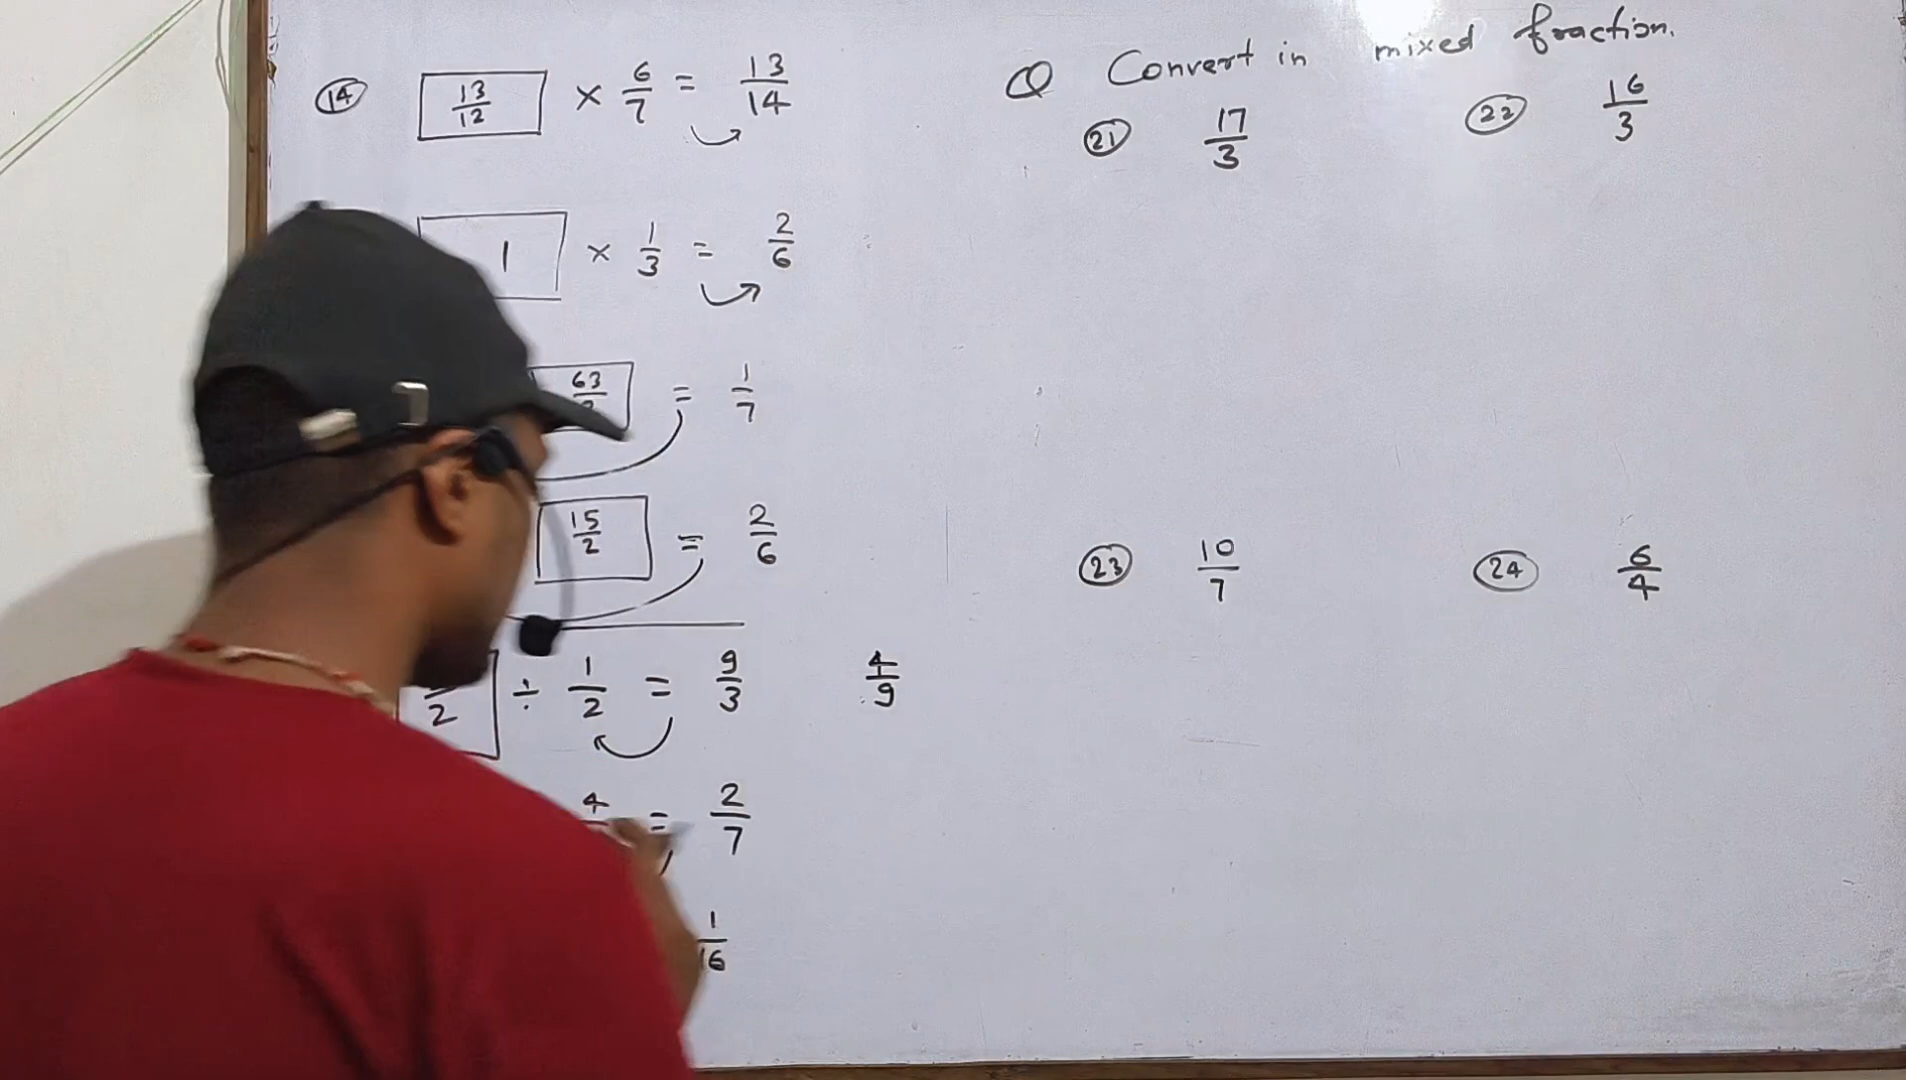 14 13/12 × 6/7 = 13/14
1 × 1/3 = 2/6
63 = 1/7
15/2 = 2/6
2 ÷ 1/2 = 9/3 4/9
4 = 2/7
1/16
Q Convert in mixed fraction.
21 17/3 22 16/3
23 10/7 24 6/4